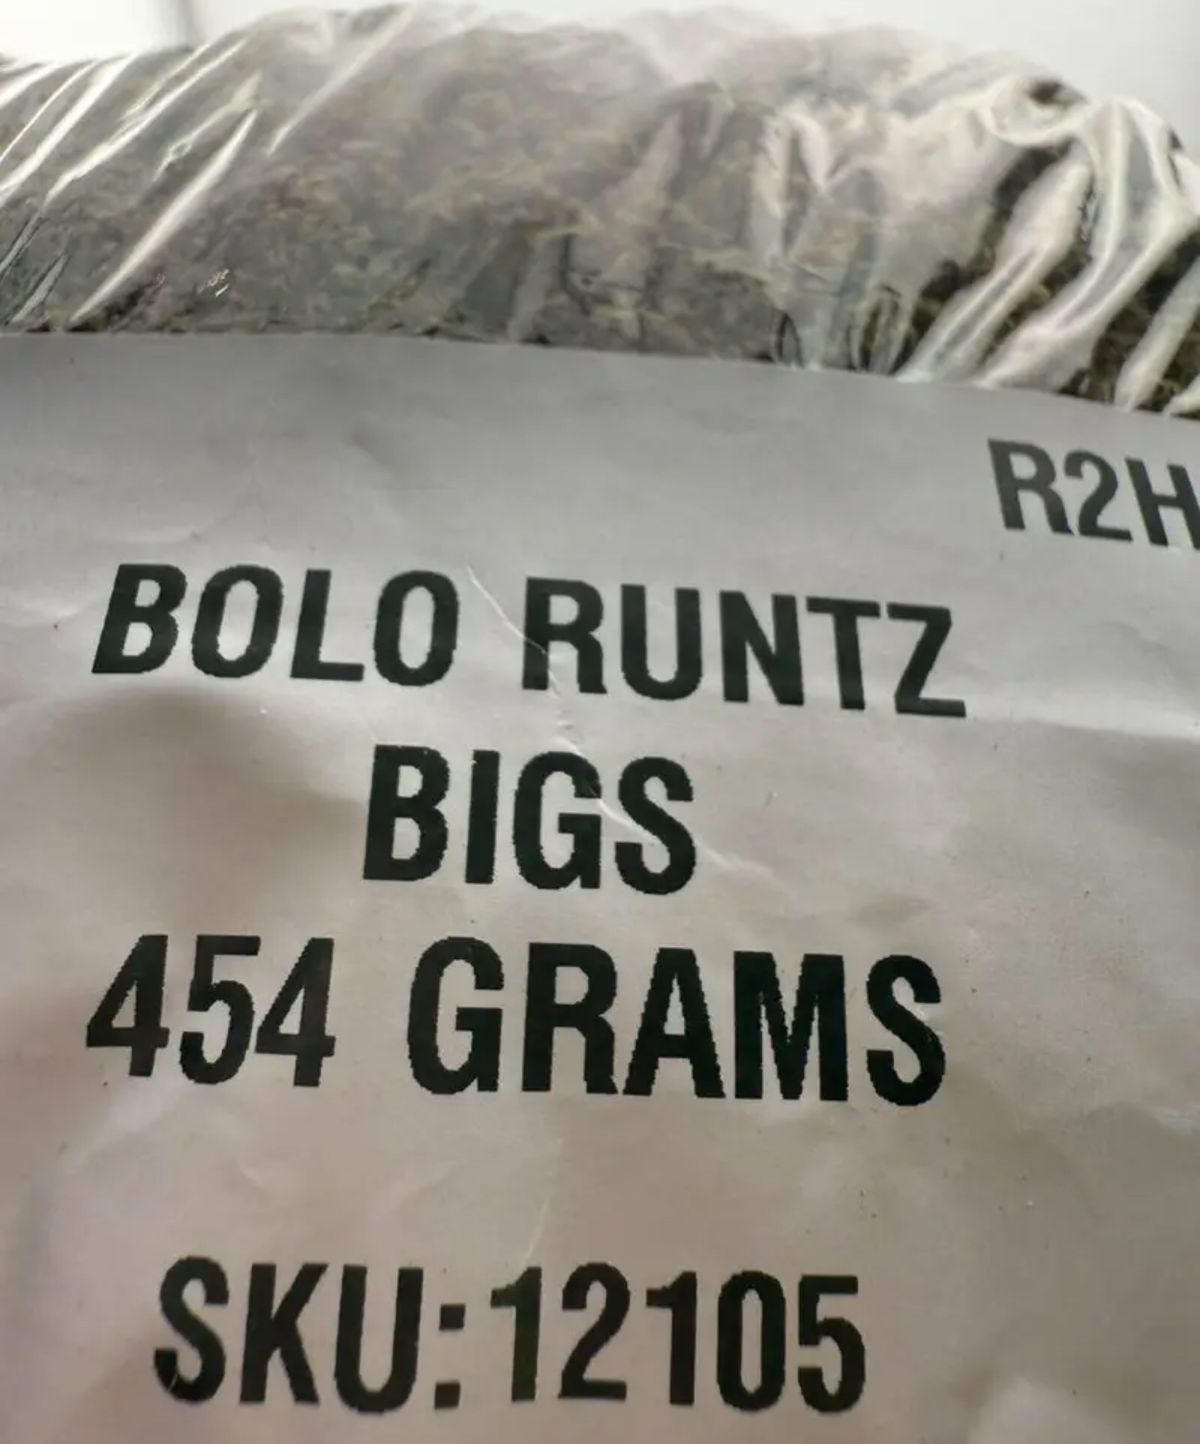 R2H
BOLO RUNTZ
BIGS
454 GRAMS
SKU:12105